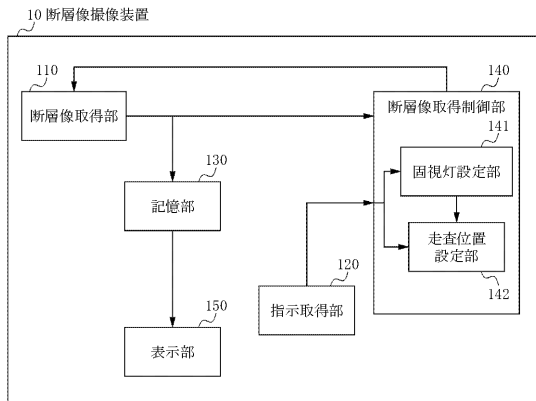 10 断層像撮像装置
110
断層像取得部
140
断層像取得制御部
141
固視灯設定部
130
記憶部
走査位置
設定部
142
120
指示取得部
150
表示部